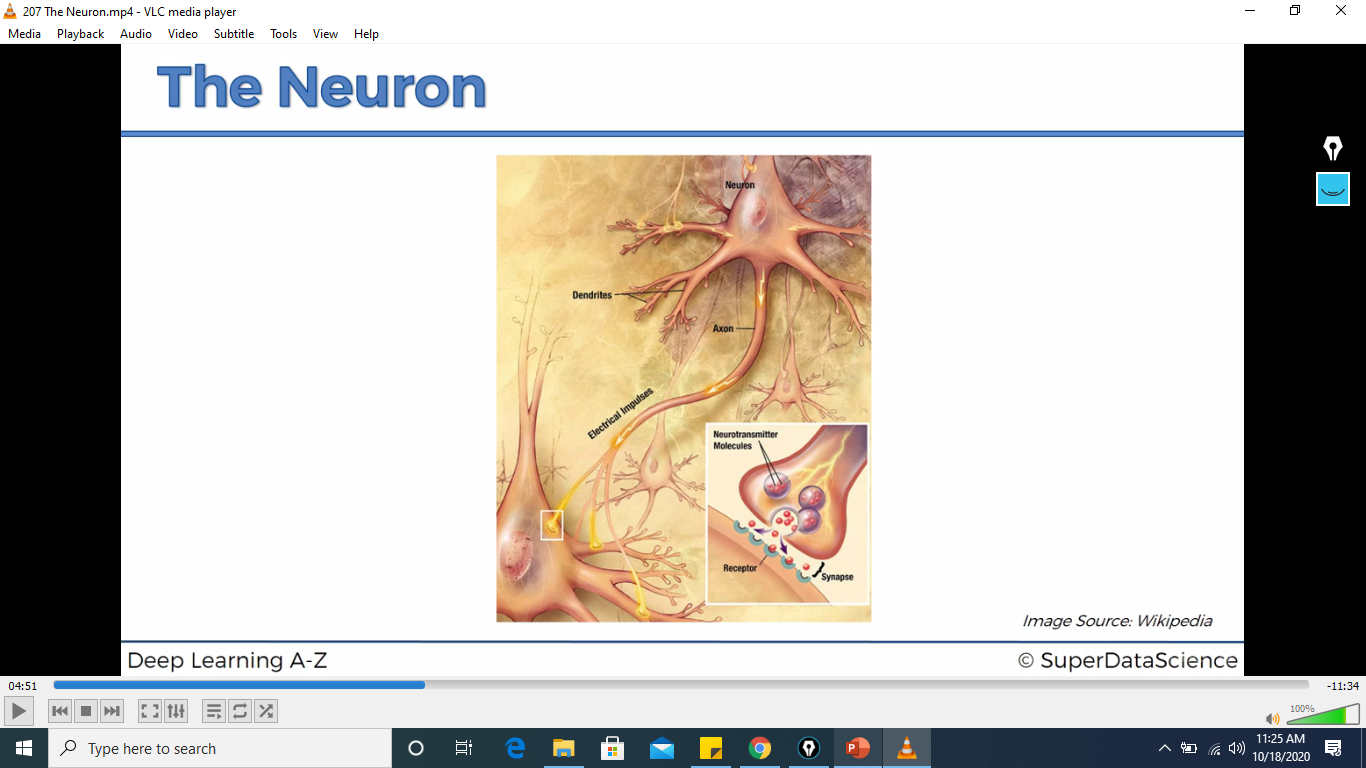 207 The Neuron.mp4 - VLC media player
Media Playback Audio Video Subtitle Tools View Help
The Neuron
Neuron
Dendrites
Axon
Electrical Impulses
Neurotransmitter
Molecules
Receptor
Synapse
Image Source: Wikipedia
Deep Learning A-Z
© SuperDataScience
04:51
-11:34
100%
Type here to search
11:25 AM
10/18/2020